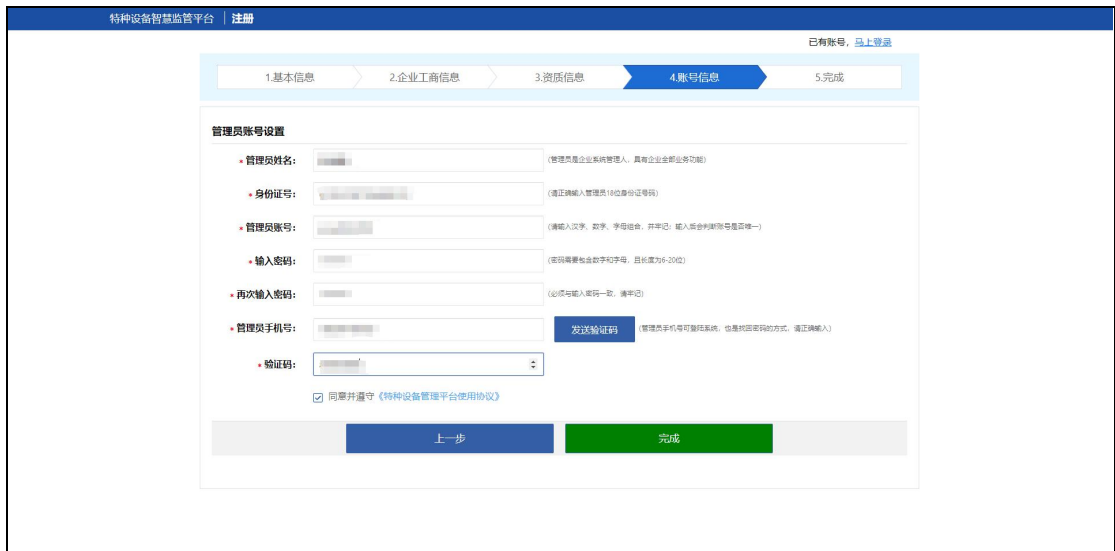 特种设备智慧监管平台 | 注册
已有账号，马上登录
1.基本信息 2.企业工商信息 3.资质信息 4.账号信息 5.完成
管理员账号设置
* 管理员姓名： (管理员是企业系统管理人，具有企业全部业务功能)
* 身份证号： (请正确输入管理员18位身份证号码)
* 管理员账号： (请输入汉字、数字、字母组合，并牢记；输入后会判断账号是否唯一)
* 输入密码： (密码需要包含数字和字母，且长度为6-20位)
* 再次输入密码： (必须与输入密码一致，请牢记)
* 管理员手机号： 发送验证码 (管理员手机号可登陆系统，也是找回密码的方式，请正确输入)
* 验证码：
同意并遵守《特种设备管理平台使用协议》
上一步 完成